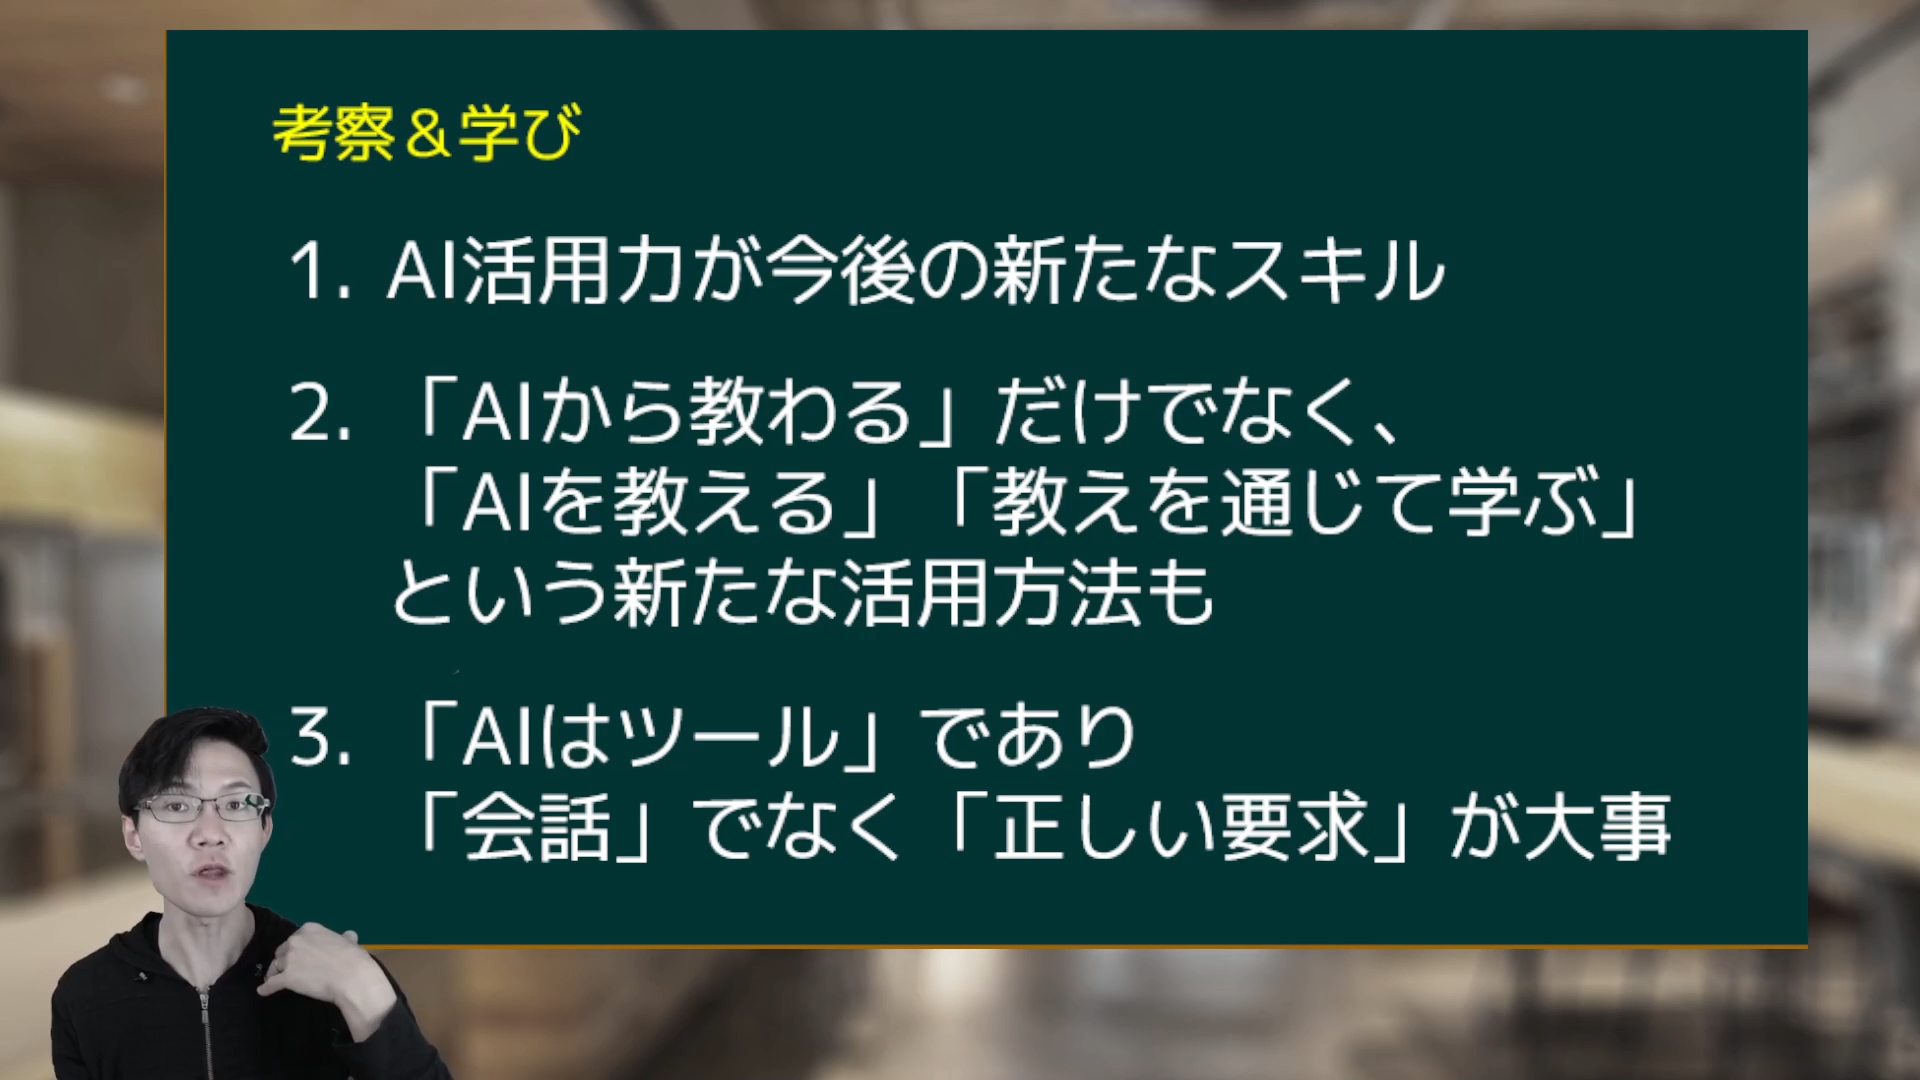 考察＆学び
1. AI活用力が今後の新たなスキル
2. 「AIから教わる」だけでなく、
「AIを教える」「教えを通じて学ぶ」
という新たな活用方法も
3. 「AIはツール」であり
「会話」でなく「正しい要求」が大事